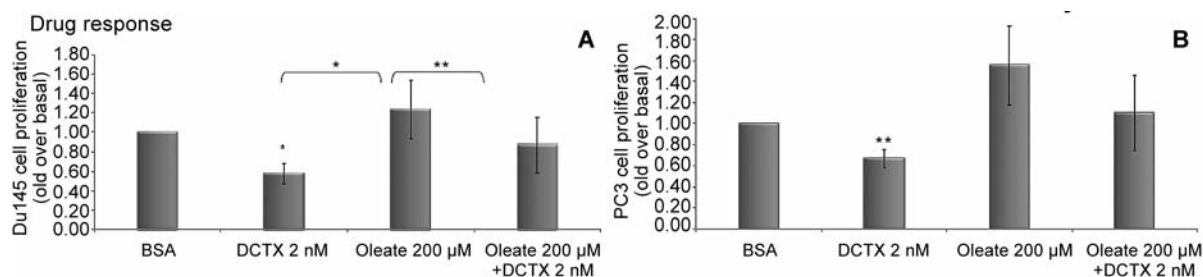 Drug response
A
Du145 cell proliferation
(old over basal)
1.80
1.60
1.40
1.20
1.00
0.80
0.60
0.40
0.20
0.00
*
*
**
BSA
DCTX 2 nM
Oleate 200 µM
Oleate 200 µM
+DCTX 2 nM
B
PC3 cell proliferation
(old over basal)
2.00
1.80
1.60
1.40
1.20
1.00
0.80
0.60
0.40
0.20
0.00
**
BSA
DCTX 2 nM
Oleate 200 µM
Oleate 200 µM
+DCTX 2 nM